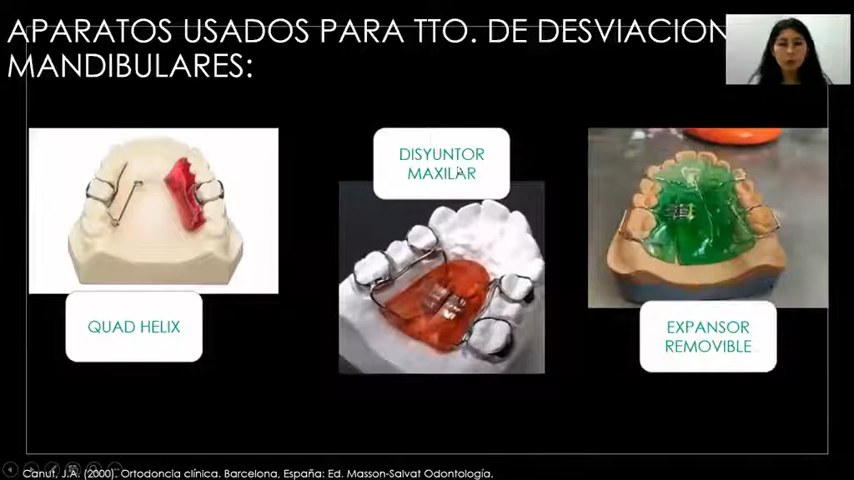 APARATOS USADOS PARA TTO. DE DESVIACION
MANDIBULARES:
QUAD HELIX
DISYUNTOR
MAXILAR
EXPANSOR
REMOVIBLE
Canut, J.A. (2000). Ortodoncia clínica. Barcelona, España: Ed. Masson-Salvat Odontología.